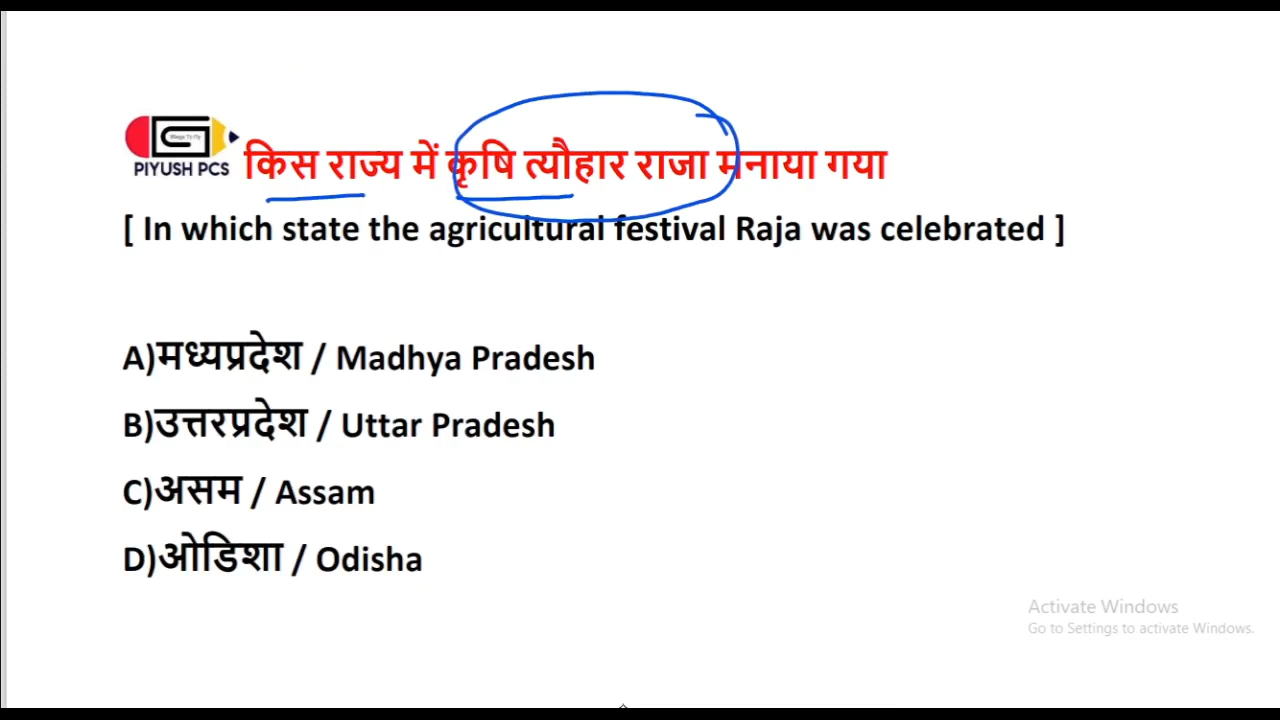 PIYUSH PCS
किस राज्य में कृषि त्यौहार राजा मनाया गया
[ In which state the agricultural festival Raja was celebrated ]
A)मध्यप्रदेश / Madhya Pradesh
B)उत्तरप्रदेश / Uttar Pradesh
C)असम / Assam
D)ओडिशा / Odisha
Activate Windows
Go to Settings to activate Windows.